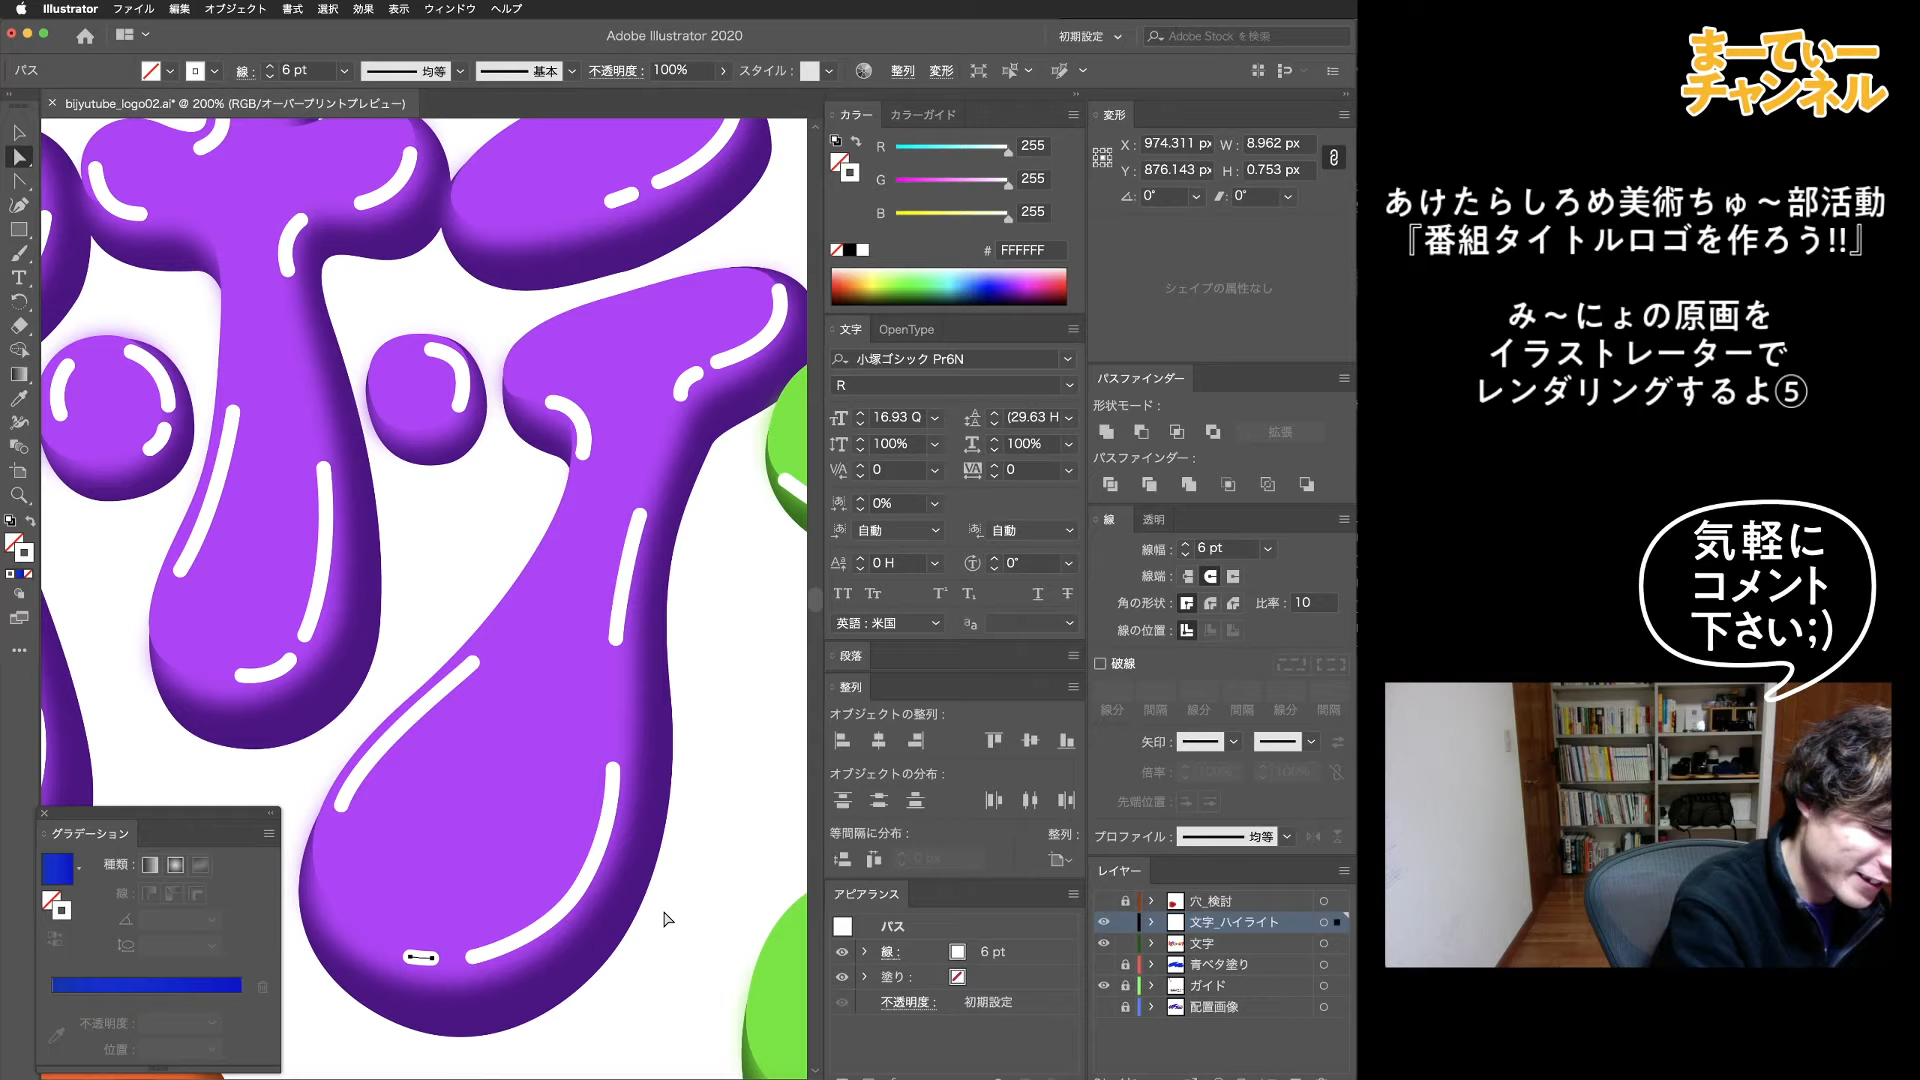 Illustrator ファイル 編集 オブジェクト 書式 選択 効果 表示 ウィンドウ ヘルプ
Adobe Illustrator 2020
初期設定
Adobe Stock を検索
パス
線 : 6 pt
均等
基本
不透明度 : 100%
スタイル :
整列
変形
× bijyutube_logo02.ai* @ 200% (RGB/オーバープリントプレビュー)
カラー カラーガイド
R 255
G 255
B 255
# FFFFFF
文字 OpenType
小塚ゴシック Pr6N
R
16.93 Q
(29.63 H
100%
100%
0
0
0%
自動
自動
0 H
0°
英語 : 米国
段落
整列
オブジェクトの整列 :
オブジェクトの分布 :
等間隔に分布 :
整列 :
0 px
アピアランス
パス
線 : 6 pt
塗り :
不透明度 : 初期設定
変形
X : 974.311 px W : 8.962 px
Y : 876.143 px H : 0.753 px
0°
0°
シェイプの属性なし
パスファインダー
形状モード :
拡張
パスファインダー :
線 透明
線幅 : 6 pt
線端 :
角の形状 :
比率 : 10
線の位置 :
破線
線分 間隔 線分 間隔 線分 間隔
矢印 :
倍率 : 100% 100%
先端位置 :
プロファイル : 均等
レイヤー
穴_検討
文字_ハイライト
文字
青ベタ塗り
ガイド
配置画像
グラデーション
種類 :
線 :
不透明度 :
位置 :
まーてぃー
チャンネル
あけたらしろめ美術ちゅ～部活動
『番組タイトルロゴを作ろう!!』
み～にょの原画を
イラストレーターで
レンダリングするよ⑤
気軽に
コメント
下さい;)